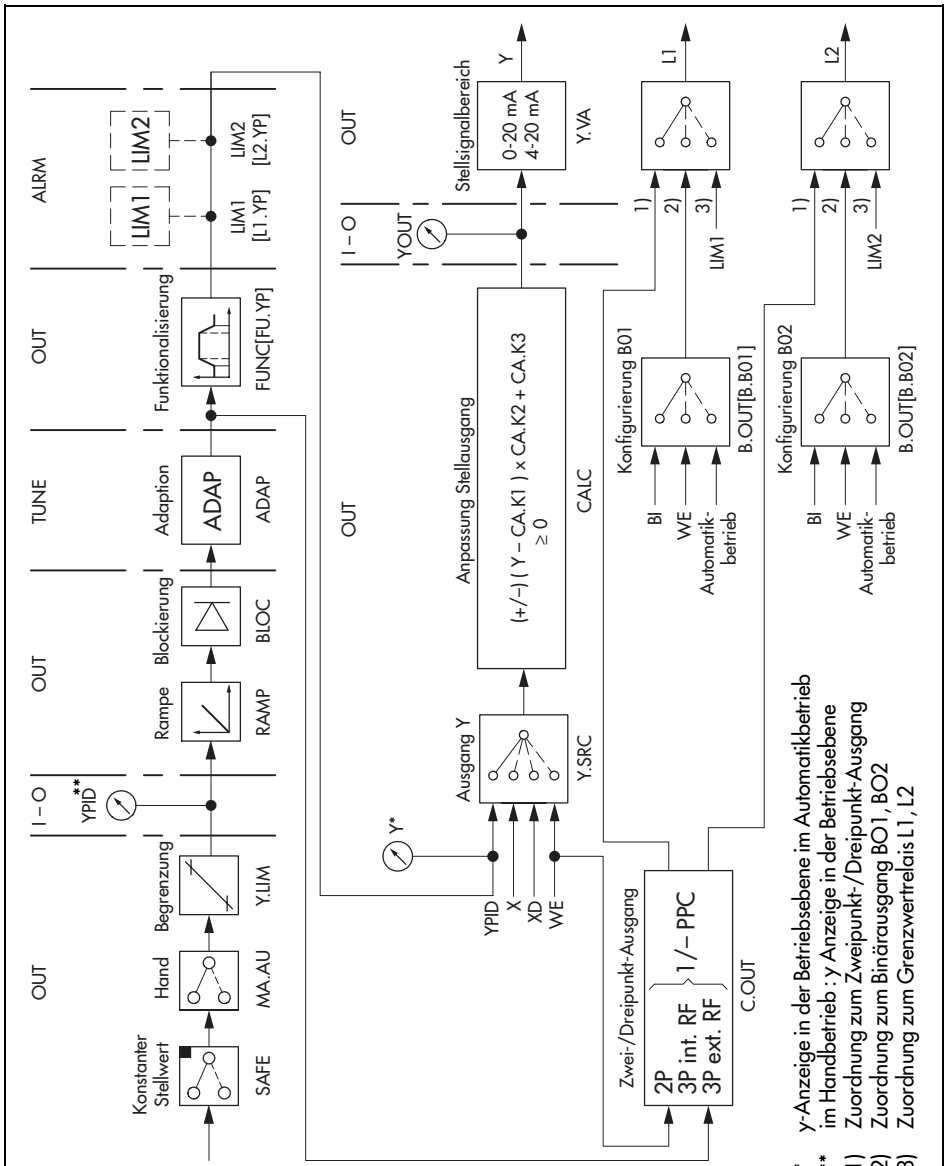 OUT
I – O
OUT
TUNE
OUT
ALRM
Konstanter
Stellwert
SAFE
Hand
MA.AU
Begrenzung
Y.LIM
YPID
**
Rampe
RAMP
Blockierung
BLOC
Adaption
ADAP
ADAP
Funktionalisierung
FUNC[FU.YP]
LIM1
LIM1
[L1.YP]
LIM2
LIM2
[L2.YP]
OUT
I – O
OUT
Y*
YPID
X
XD
WE
Ausgang Y
Y.SRC
Anpassung Stellausgang
(+/–) ( Y – CA.K1 ) x CA.K2 + CA.K3
≥ 0
CALC
YOUT
Stellsignalbereich
0-20 mA
4-20 mA
Y.VA
Y
Zwei-/Dreipunkt-Ausgang
2P
3P int. RF
3P ext. RF
1/– PPC
C.OUT
BI
WE
Automatik-
betrieb
Konfigurierung B01
B.OUT[B.B01]
1)
2)
3)
LIM1
L1
BI
WE
Automatik-
betrieb
Konfigurierung B02
B.OUT[B.B02]
1)
2)
3)
LIM2
L2
* y-Anzeige in der Betriebsebene im Automatikbetrieb
** im Handbetrieb : y Anzeige in der Betriebsebene
1) Zuordnung zum Zweipunkt-/Dreipunkt-Ausgang
2) Zuordnung zum Binärausgang BO1, BO2
3) Zuordnung zum Grenzwertrelais L1, L2